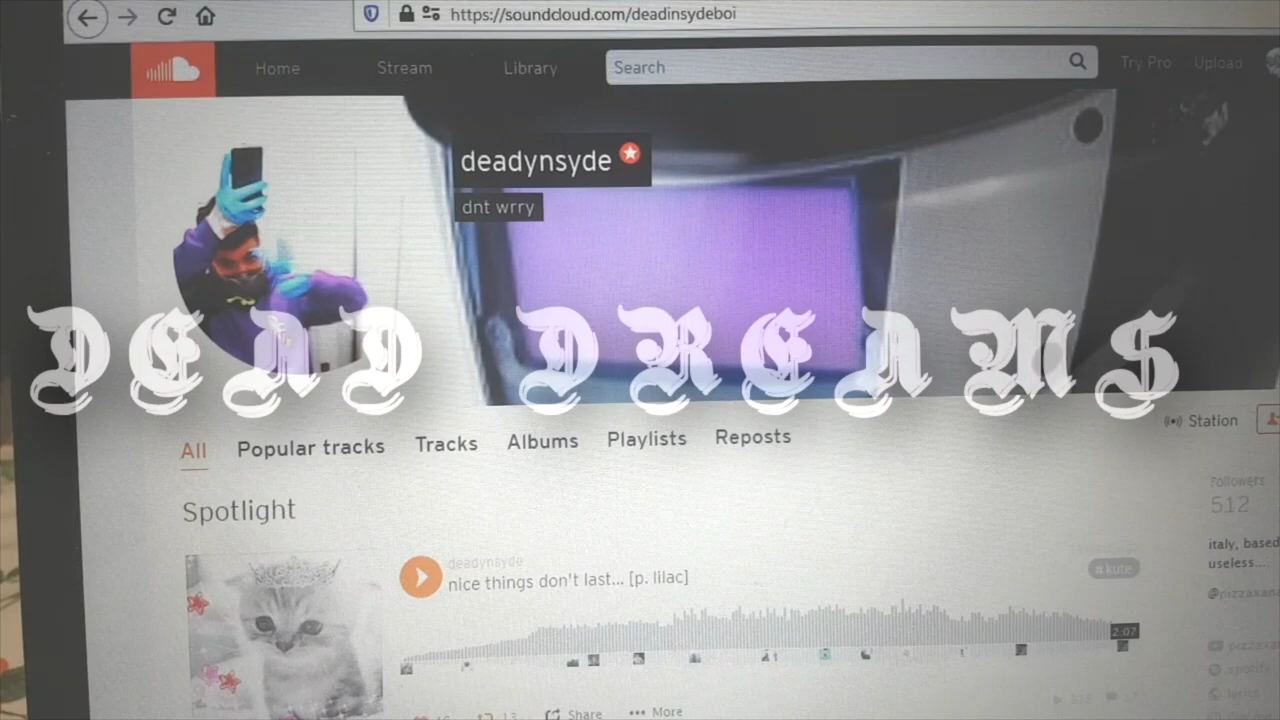 https://soundcloud.com/deadinsydeboi
Home Stream Library Search Try Pro Upload
deadynsyde
dnt wrry
DEAD DREAMS
Station
All Popular tracks Tracks Albums Playlists Reposts
Followers
512
Spotlight
italy, based
useless....
deadynsyde
nice things don't last... [p. lilac]
# kute
2:07
Share
More